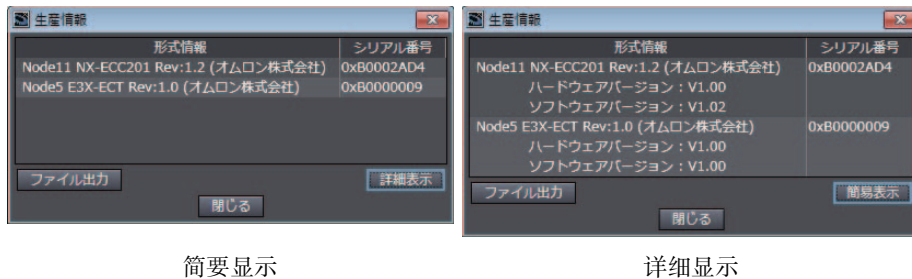 生産情報
形式情報 シリアル番号
Node11 NX-ECC201 Rev:1.2 (オムロン株式会社) 0xB0002AD4
Node5 E3X-ECT Rev:1.0 (オムロン株式会社) 0xB0000009
ファイル出力 詳細表示
閉じる
简要显示
生産情報
形式情報 シリアル番号
Node11 NX-ECC201 Rev:1.2 (オムロン株式会社) 0xB0002AD4
ハードウェアバージョン：V1.00
ソフトウェアバージョン：V1.02
Node5 E3X-ECT Rev:1.0 (オムロン株式会社) 0xB0000009
ハードウェアバージョン：V1.00
ソフトウェアバージョン：V1.00
ファイル出力 簡易表示
閉じる
详细显示